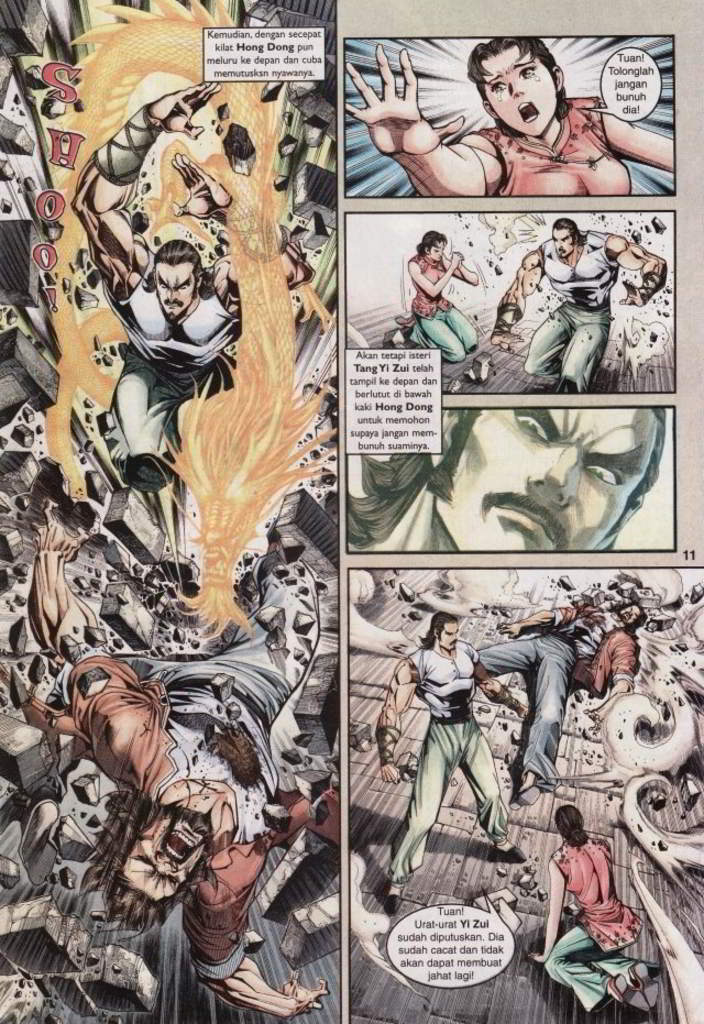 Kemudian, dengan secepat
kilat Hong Dong pun
meluru ke depan dan cuba
memutusksn nyawanya.
SHOO!
Tuan!
Tolonglah
jangan
bunuh
dia!
Akan tetapi isteri
Tang Yi Zui telah
tampil ke depan dan
berlutut di bawah
kaki Hong Dong
untuk memohon
supaya jangan mem-
bunuh suaminya.
11
Tuan!
Urat-urat Yi Zui
sudah diputuskan. Dia
sudah cacat dan tidak
akan dapat membuat
jahat lagi!